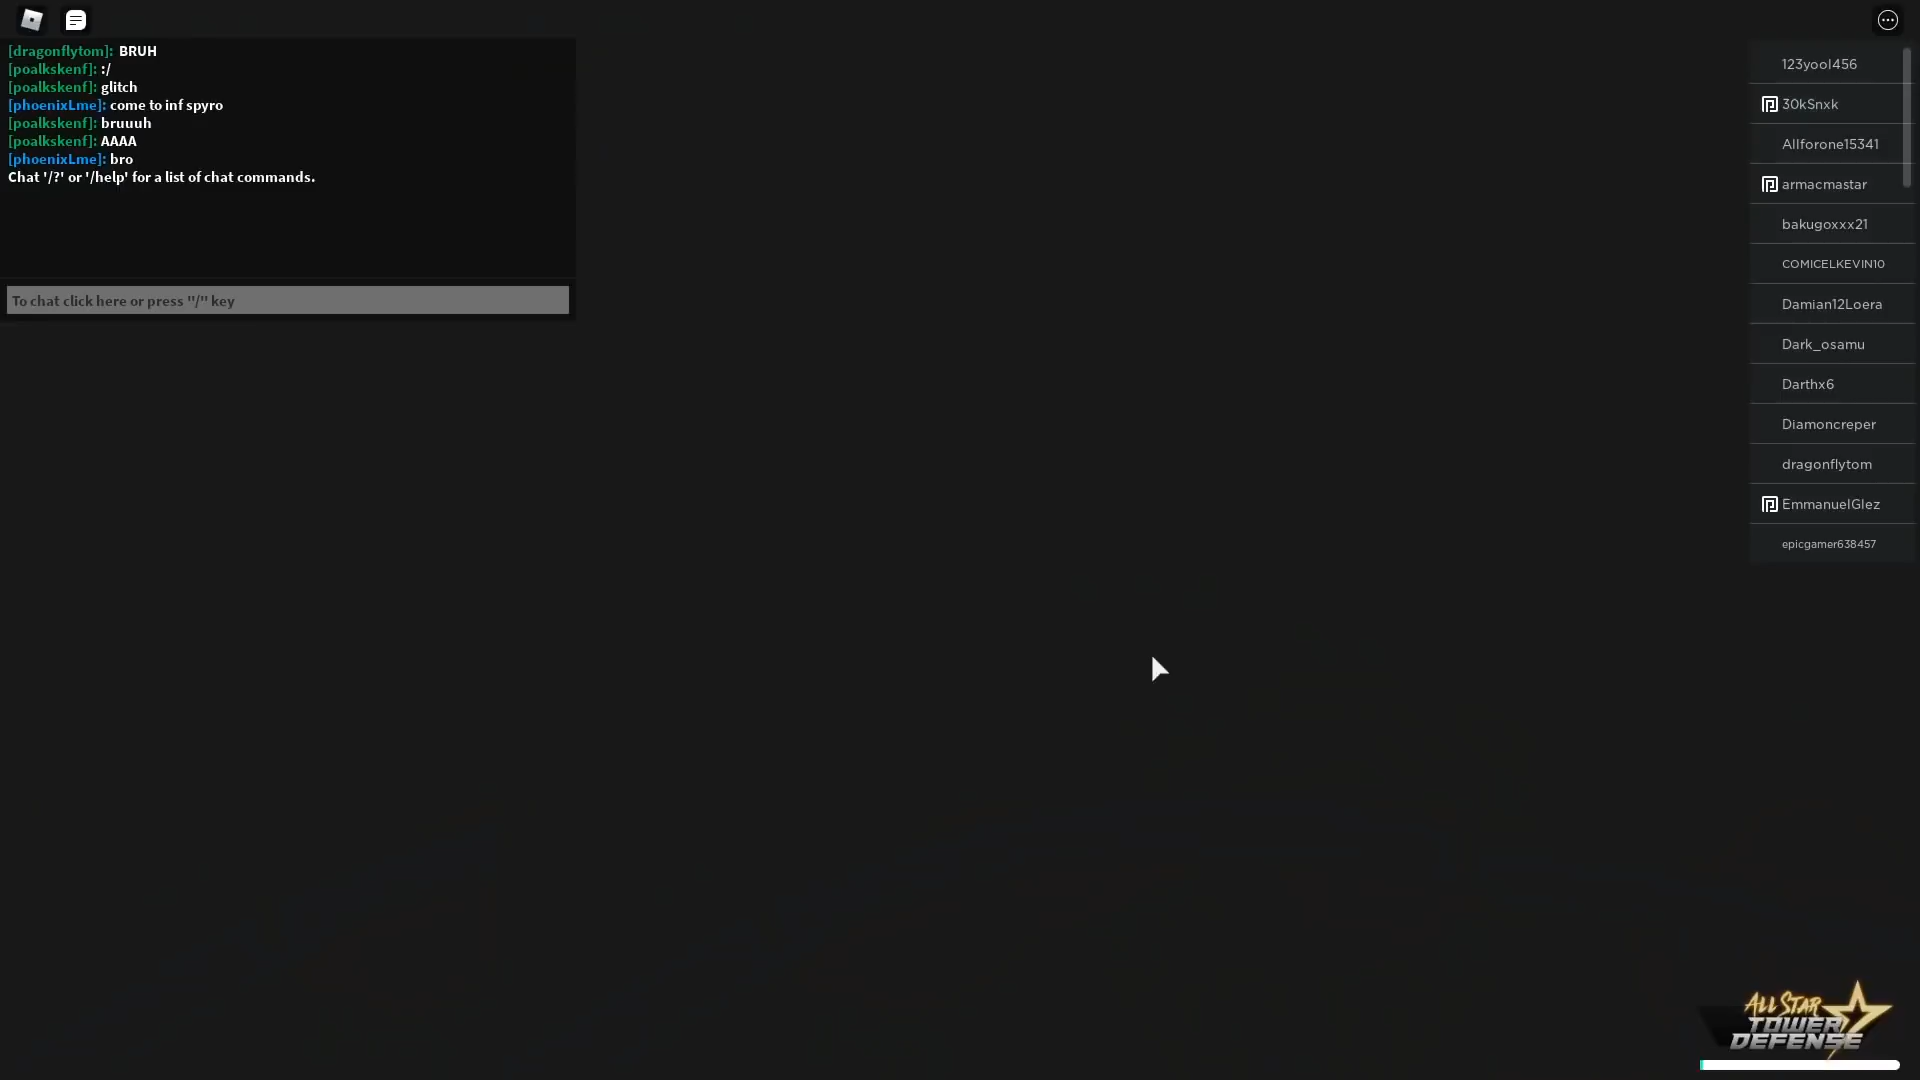 [dragonflytom]: BRUH
[poalkskenf]: :/
[poalkskenf]: glitch
[phoenixLme]: come to inf spyro
[poalkskenf]: bruuuh
[poalkskenf]: AAAA
[phoenixLme]: bro
Chat '/?' or '/help' for a list of chat commands.
To chat click here or press "/" key
123yool456
30kSnxk
Allforone15341
armacmastar
bakugoxxx21
COMICELKEVIN10
Damian12Loera
Dark_osamu
Darthx6
Diamoncreper
dragonflytom
EmmanuelGlez
epicgamer638457
ALL STAR
TOWER
DEFENSE